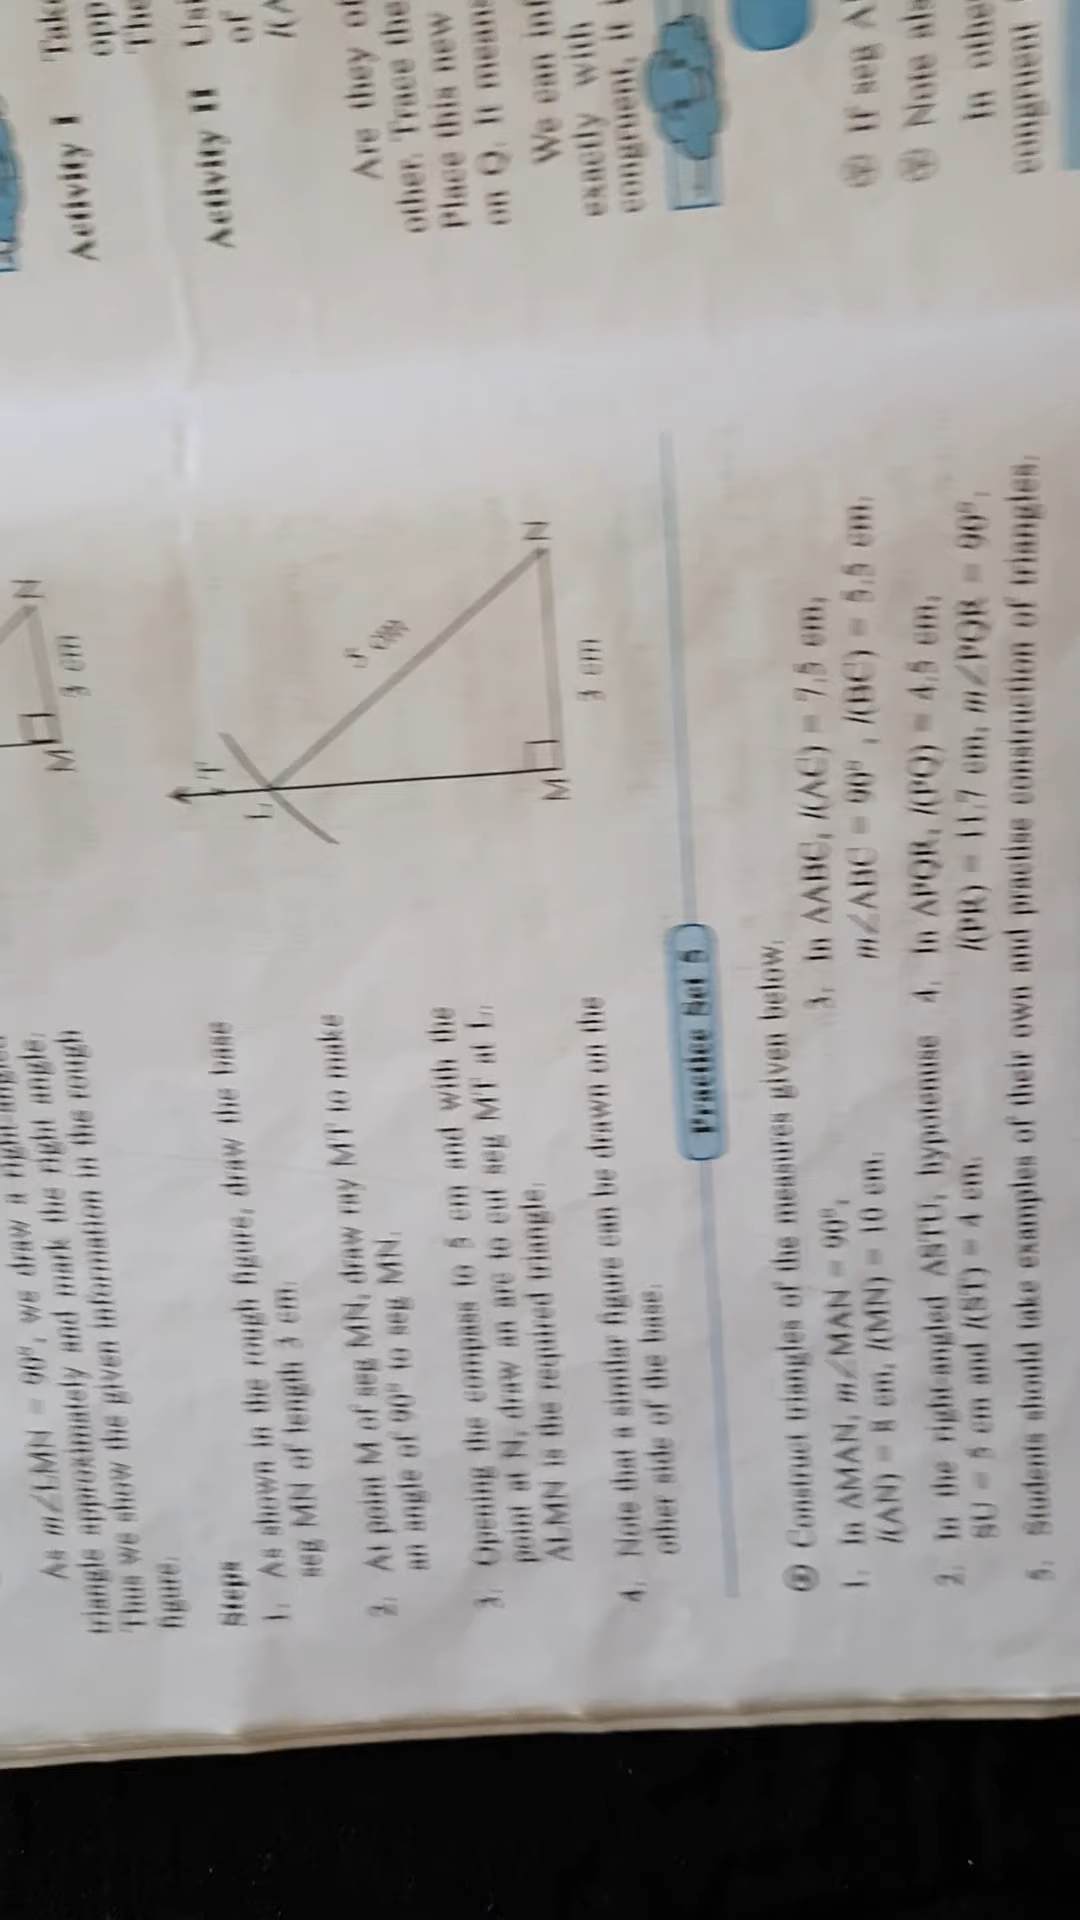 As m∠LMN = 90°, we draw a right-angled
triangle approximately and mark the right angle.
Thus we show the given information in the rough
figure.
M
N
3 cm
Steps
1. As shown in the rough figure, draw the base
seg MN of length 3 cm.
2. At point M of seg MN, draw ray MT to make
an angle of 90° to seg MN.
3. Opening the compass to 5 cm and with the
point at N, draw an arc to cut seg MT at L.
ΔLMN is the required triangle.
4. Note that a similar figure can be drawn on the
other side of the base.
T
L
5 cm
M
N
3 cm
Practice Set 5
Construct triangles of the measures given below.
1. In ΔMAN, m∠MAN = 90°,
l(AN) = 8 cm, l(MN) = 10 cm.
2. In the right-angled ΔSTU, hypotenuse
SU = 5 cm and l(ST) = 4 cm.
3. In ΔABC, l(AC) = 7.5 cm,
m∠ABC = 90°, l(BC) = 5.5 cm.
4. In ΔPQR, l(PQ) = 4.5 cm,
l(PR) = 11.7 cm, m∠PQR = 90°,
5. Students should take examples of their own and practise construction of triangles.
Activity I
Activity II
of
Are they
other. Trace the
Place this new
on Q. It means
We can
exactly with
congruent, it
If seg
Note
In
congruent